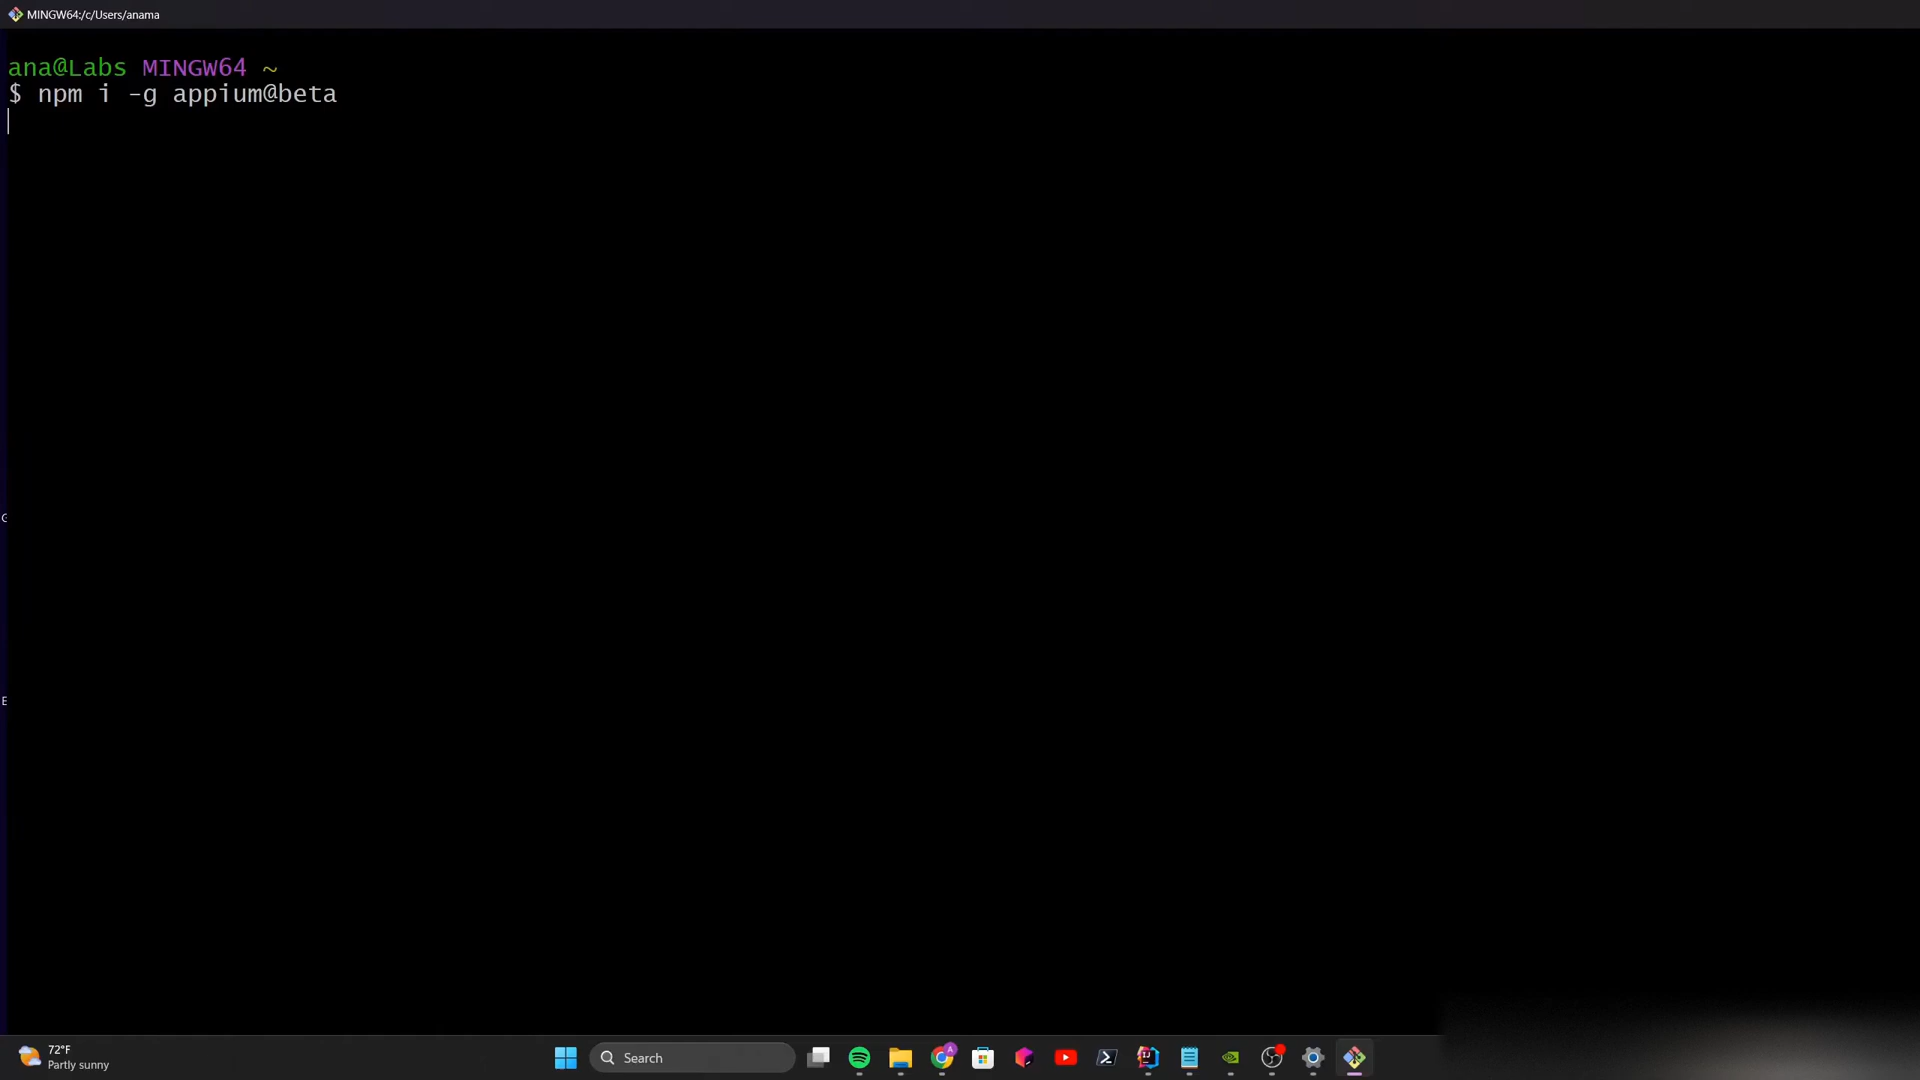 MINGW64:/c/Users/anama
ana@Labs MINGW64 ~
$ npm i -g appium@beta
G
E
72°F
Partly sunny
Search
A